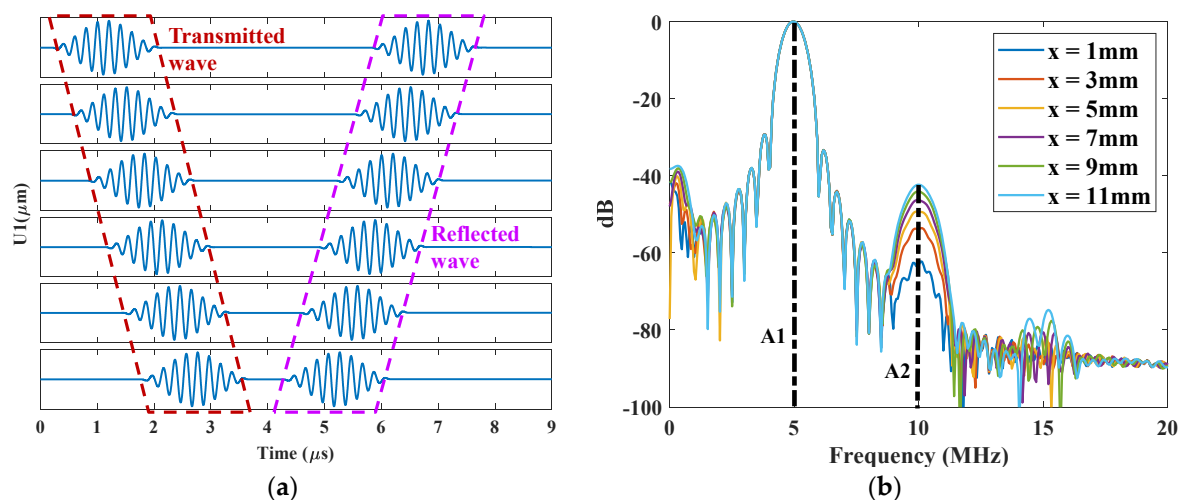 Transmitted
wave
Reflected
wave
U1(μm)
0 1 2 3 4 5 6 7 8 9
Time (μs)
(a)
0
-20
-40
-60
-80
-100
dB
A1
A2
x = 1mm
x = 3mm
x = 5mm
x = 7mm
x = 9mm
x = 11mm
0 5 10 15 20
Frequency (MHz)
(b)